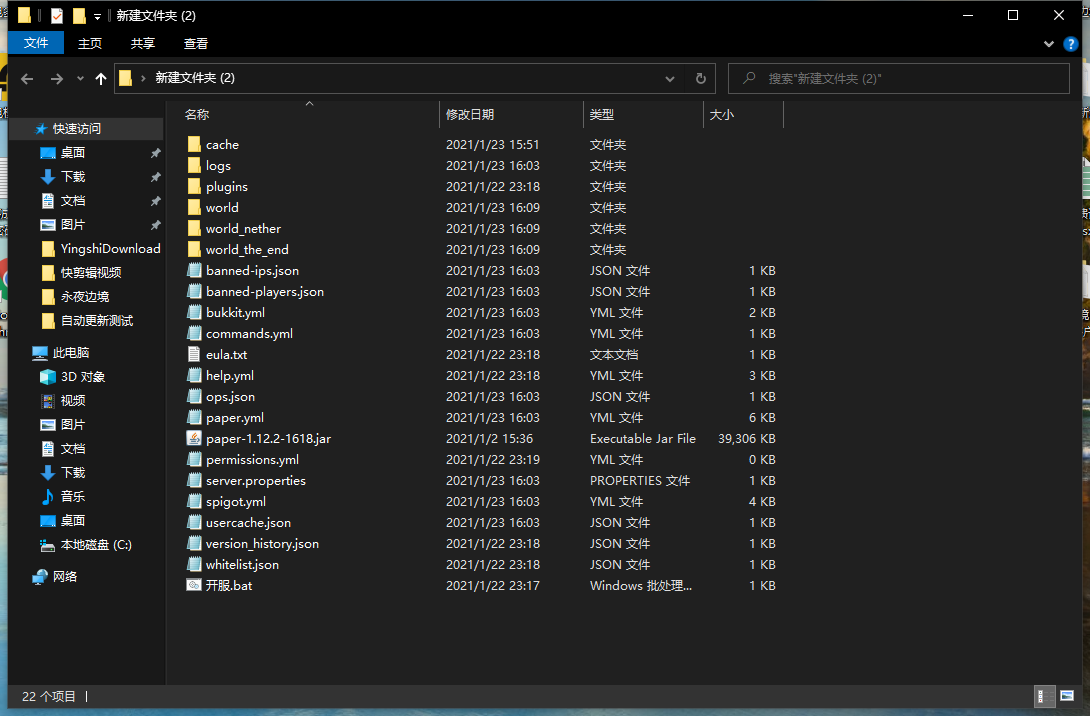 新建文件夹 (2)
文件 主页 共享 查看
新建文件夹 (2) 搜索"新建文件夹 (2)"
名称 修改日期 类型 大小
快速访问
桌面
下载
文档
图片
YingshiDownload
快剪辑视频
永夜边境
自动更新测试
此电脑
3D 对象
视频
图片
文档
下载
音乐
桌面
本地磁盘 (C:)
网络
cache 2021/1/23 15:51 文件夹
logs 2021/1/23 16:03 文件夹
plugins 2021/1/22 23:18 文件夹
world 2021/1/23 16:09 文件夹
world_nether 2021/1/23 16:09 文件夹
world_the_end 2021/1/23 16:09 文件夹
banned-ips.json 2021/1/23 16:03 JSON 文件 1 KB
banned-players.json 2021/1/23 16:03 JSON 文件 1 KB
bukkit.yml 2021/1/23 16:03 YML 文件 2 KB
commands.yml 2021/1/23 16:03 YML 文件 1 KB
eula.txt 2021/1/22 23:18 文本文档 1 KB
help.yml 2021/1/22 23:18 YML 文件 3 KB
ops.json 2021/1/23 16:03 JSON 文件 1 KB
paper.yml 2021/1/23 16:03 YML 文件 6 KB
paper-1.12.2-1618.jar 2021/1/2 15:36 Executable Jar File 39,306 KB
permissions.yml 2021/1/22 23:19 YML 文件 0 KB
server.properties 2021/1/23 16:03 PROPERTIES 文件 1 KB
spigot.yml 2021/1/23 16:03 YML 文件 4 KB
usercache.json 2021/1/23 16:03 JSON 文件 1 KB
version_history.json 2021/1/22 23:18 JSON 文件 1 KB
whitelist.json 2021/1/22 23:18 JSON 文件 1 KB
开服.bat 2021/1/22 23:17 Windows 批处理... 1 KB
22 个项目